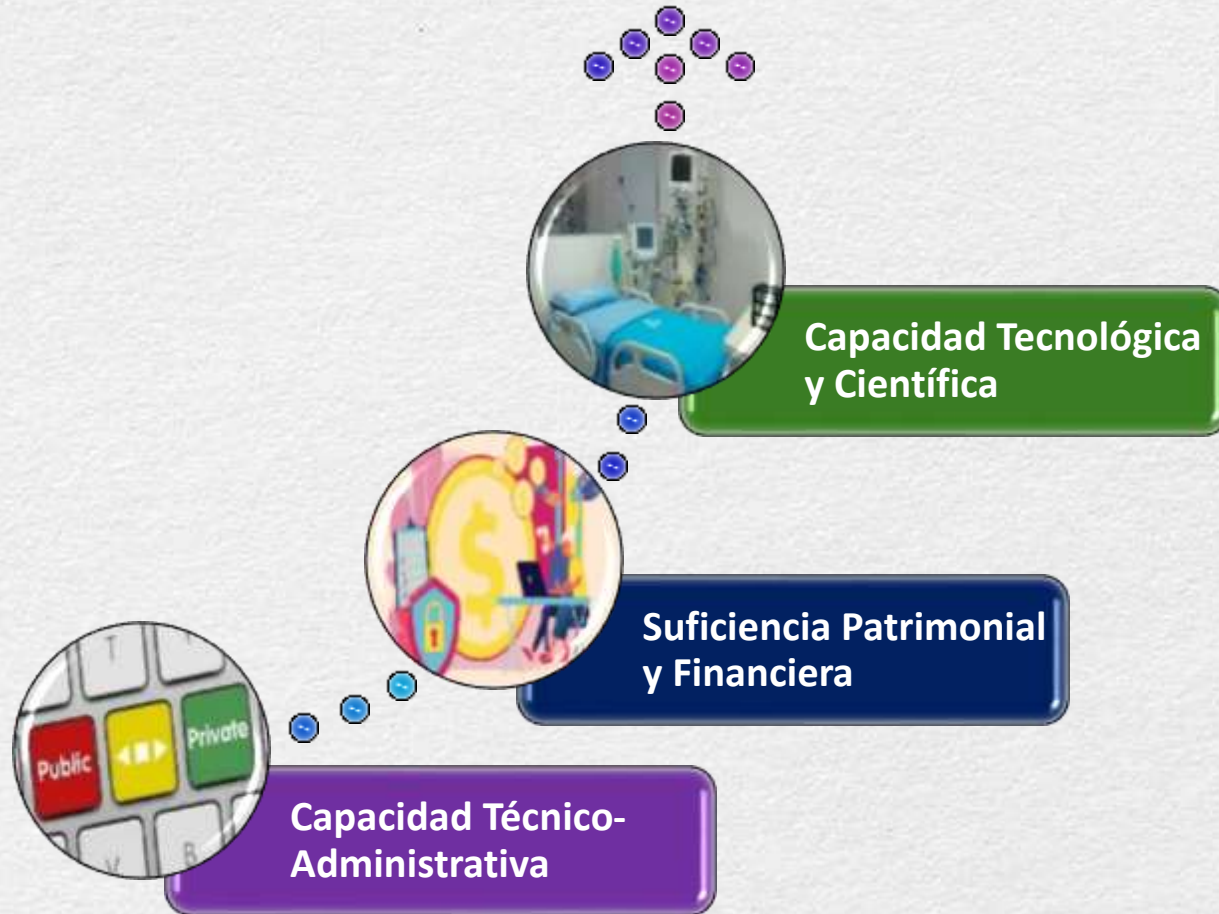 Capacidad Tecnológica
y Científica
Suficiencia Patrimonial
y Financiera
Public
Private
Capacidad Técnico-
Administrativa
T
V
B